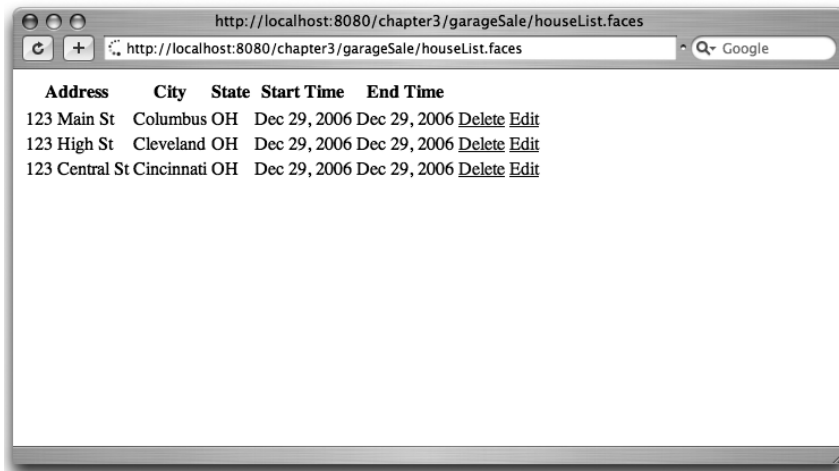 http://localhost:8080/chapter3/garageSale/houseList.faces
http://localhost:8080/chapter3/garageSale/houseList.faces Google
Address City State Start Time End Time
123 Main St Columbus OH Dec 29, 2006 Dec 29, 2006 Delete Edit
123 High St Cleveland OH Dec 29, 2006 Dec 29, 2006 Delete Edit
123 Central St Cincinnati OH Dec 29, 2006 Dec 29, 2006 Delete Edit